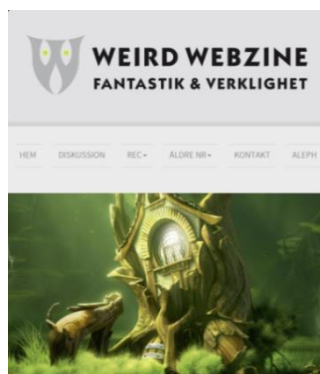 WEIRD WEBZINE
FANTASTIK & VERKLIGHET
HEM DISKUSSION REC ÄLDRE NR KONTAKT ALEPH